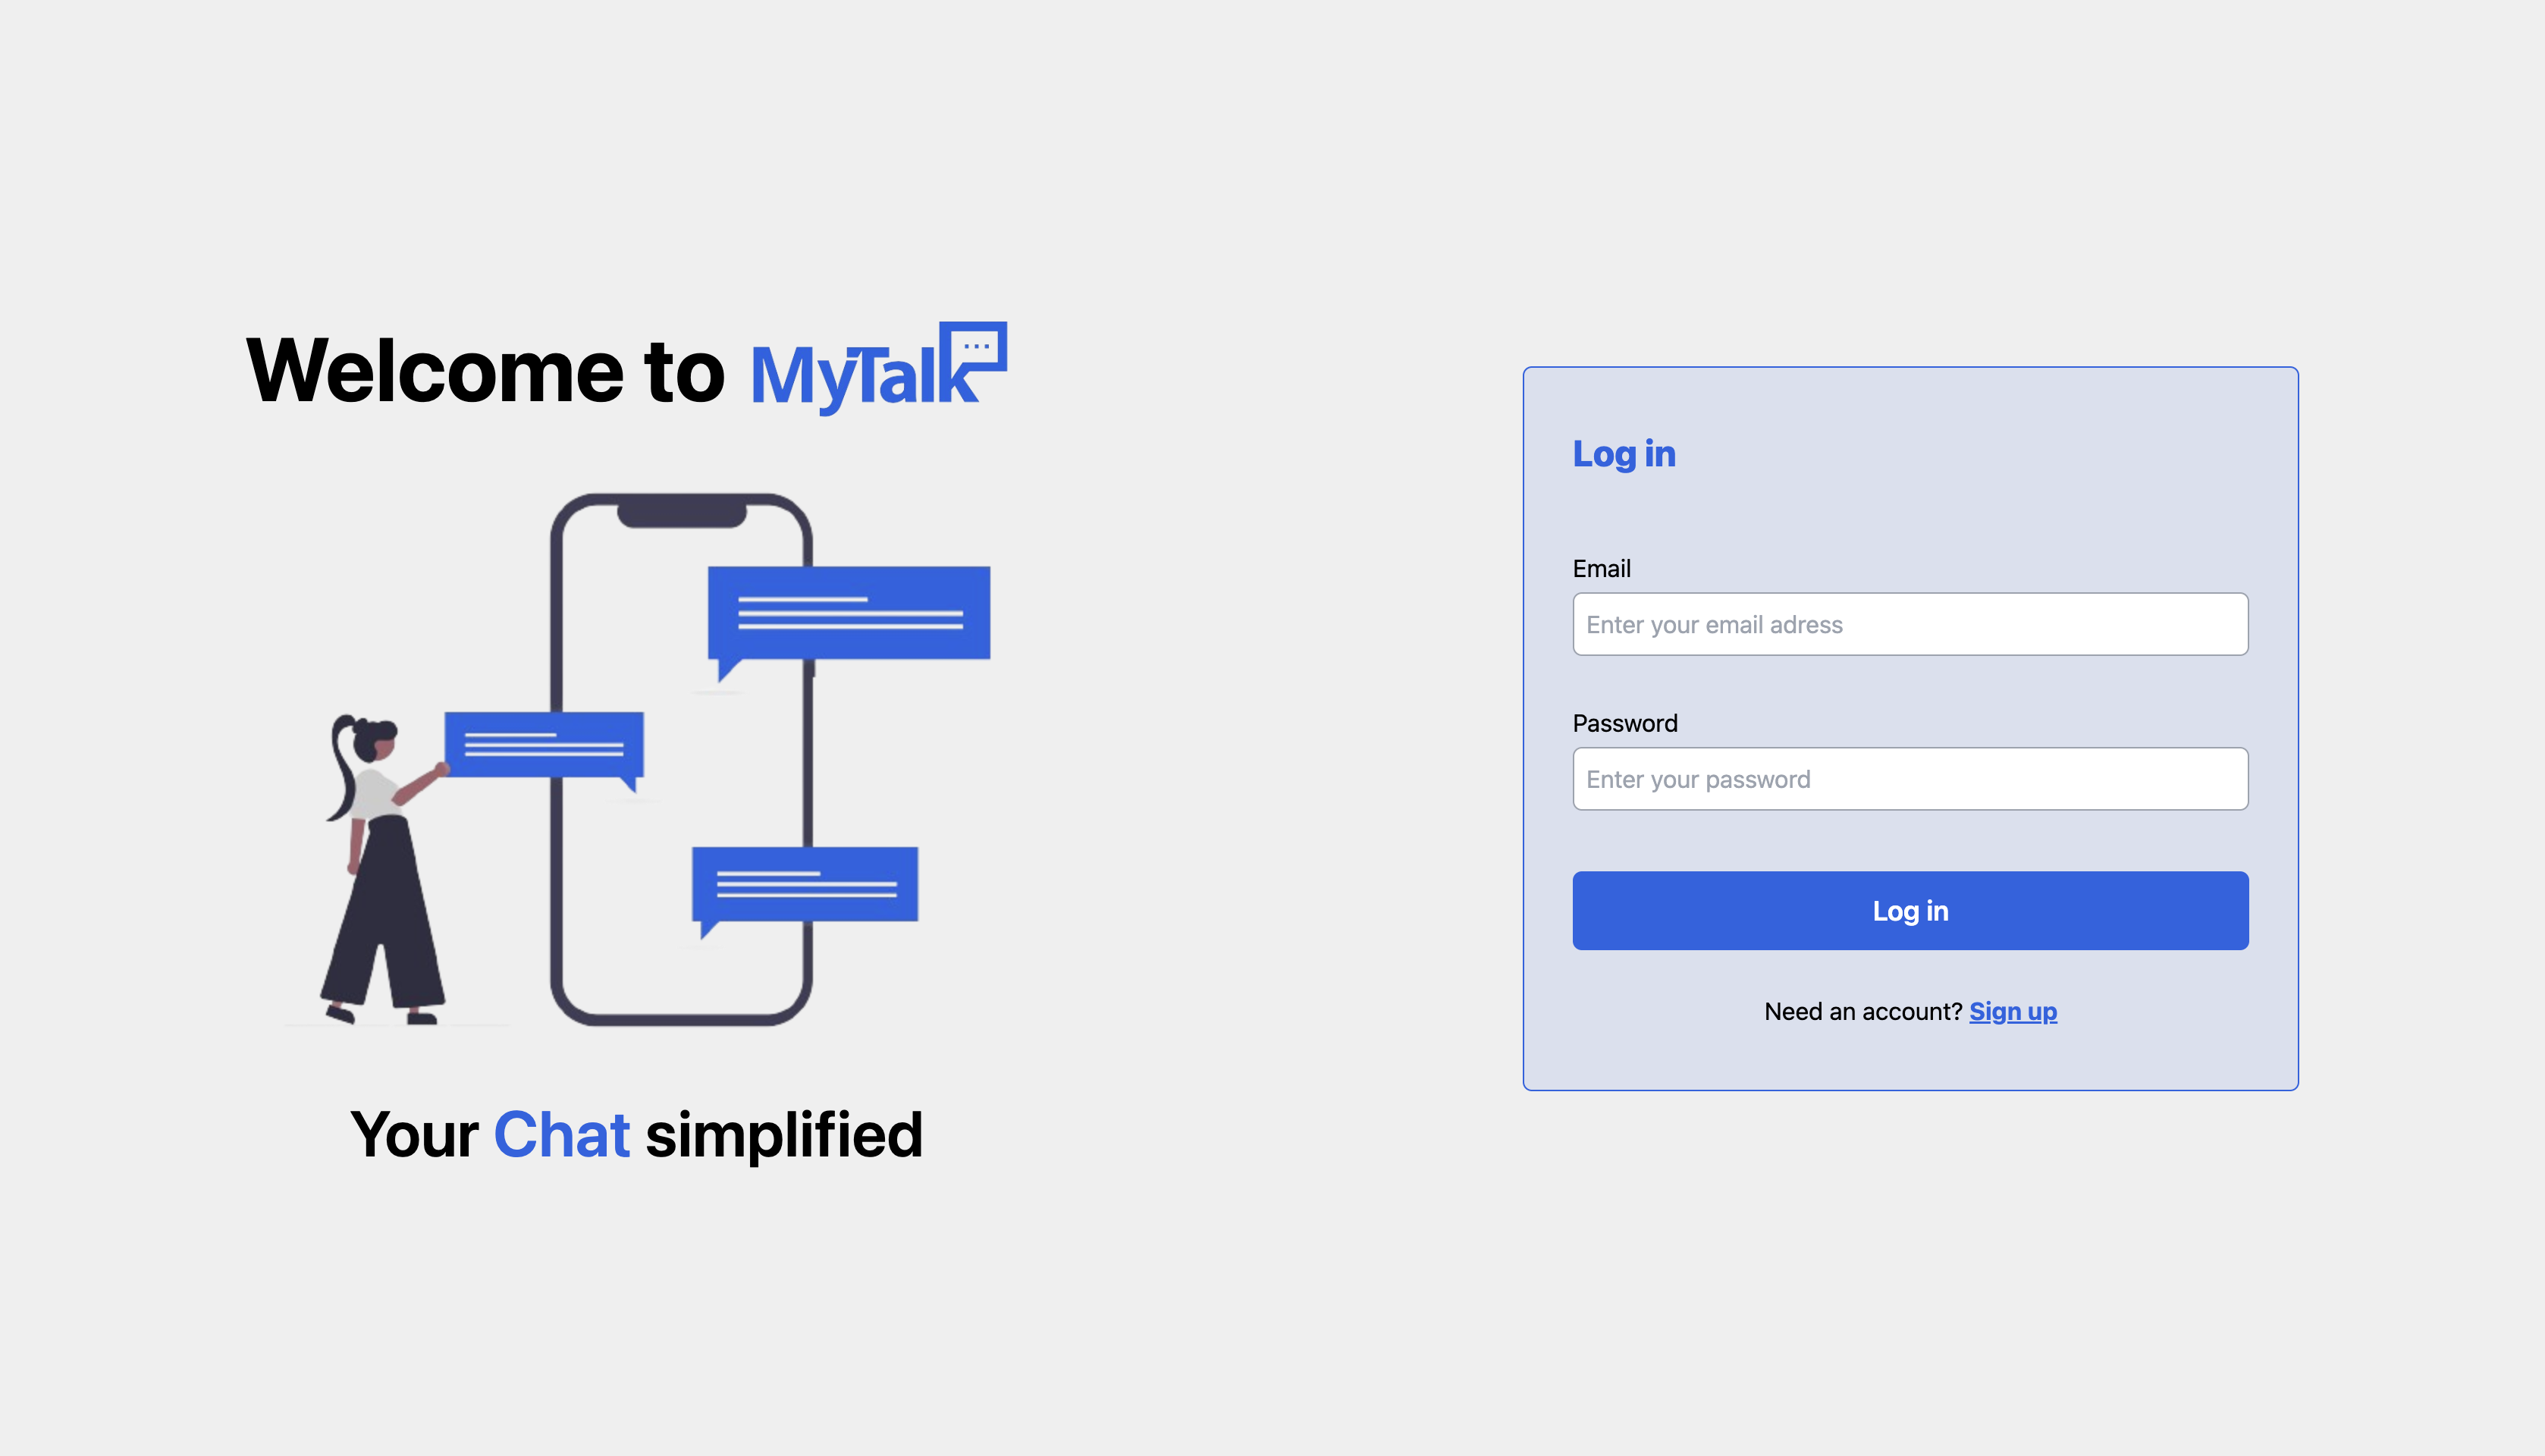 Welcome to MyTalk
Your Chat simplified
Log in
Email
Enter your email adress
Password
Enter your password
Log in
Need an account? Sign up